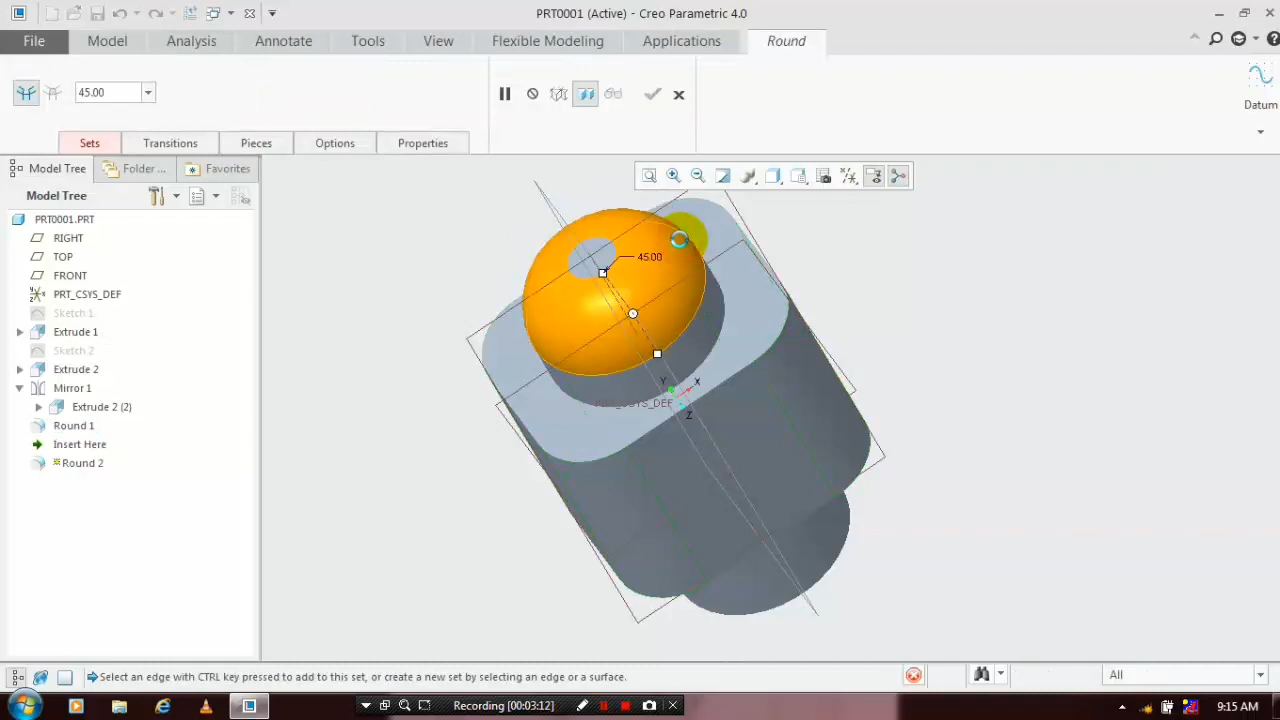 PRT0001 (Active) - Creo Parametric 4.0
File Model Analysis Annotate Tools View Flexible Modeling Applications Round
45.00
Datum
Sets Transitions Pieces Options Properties
Model Tree Folder ... Favorites
Model Tree
PRT0001.PRT
RIGHT
TOP
FRONT
PRT_CSYS_DEF
Sketch 1
Extrude 1
Sketch 2
Extrude 2
Mirror 1
Extrude 2 (2)
Round 1
Insert Here
Round 2
45.00
Y X
PRT_CSYS_DEF
Z
Select an edge with CTRL key pressed to add to this set, or create a new set by selecting an edge or a surface.
All
Recording [00:03:12]
9:15 AM